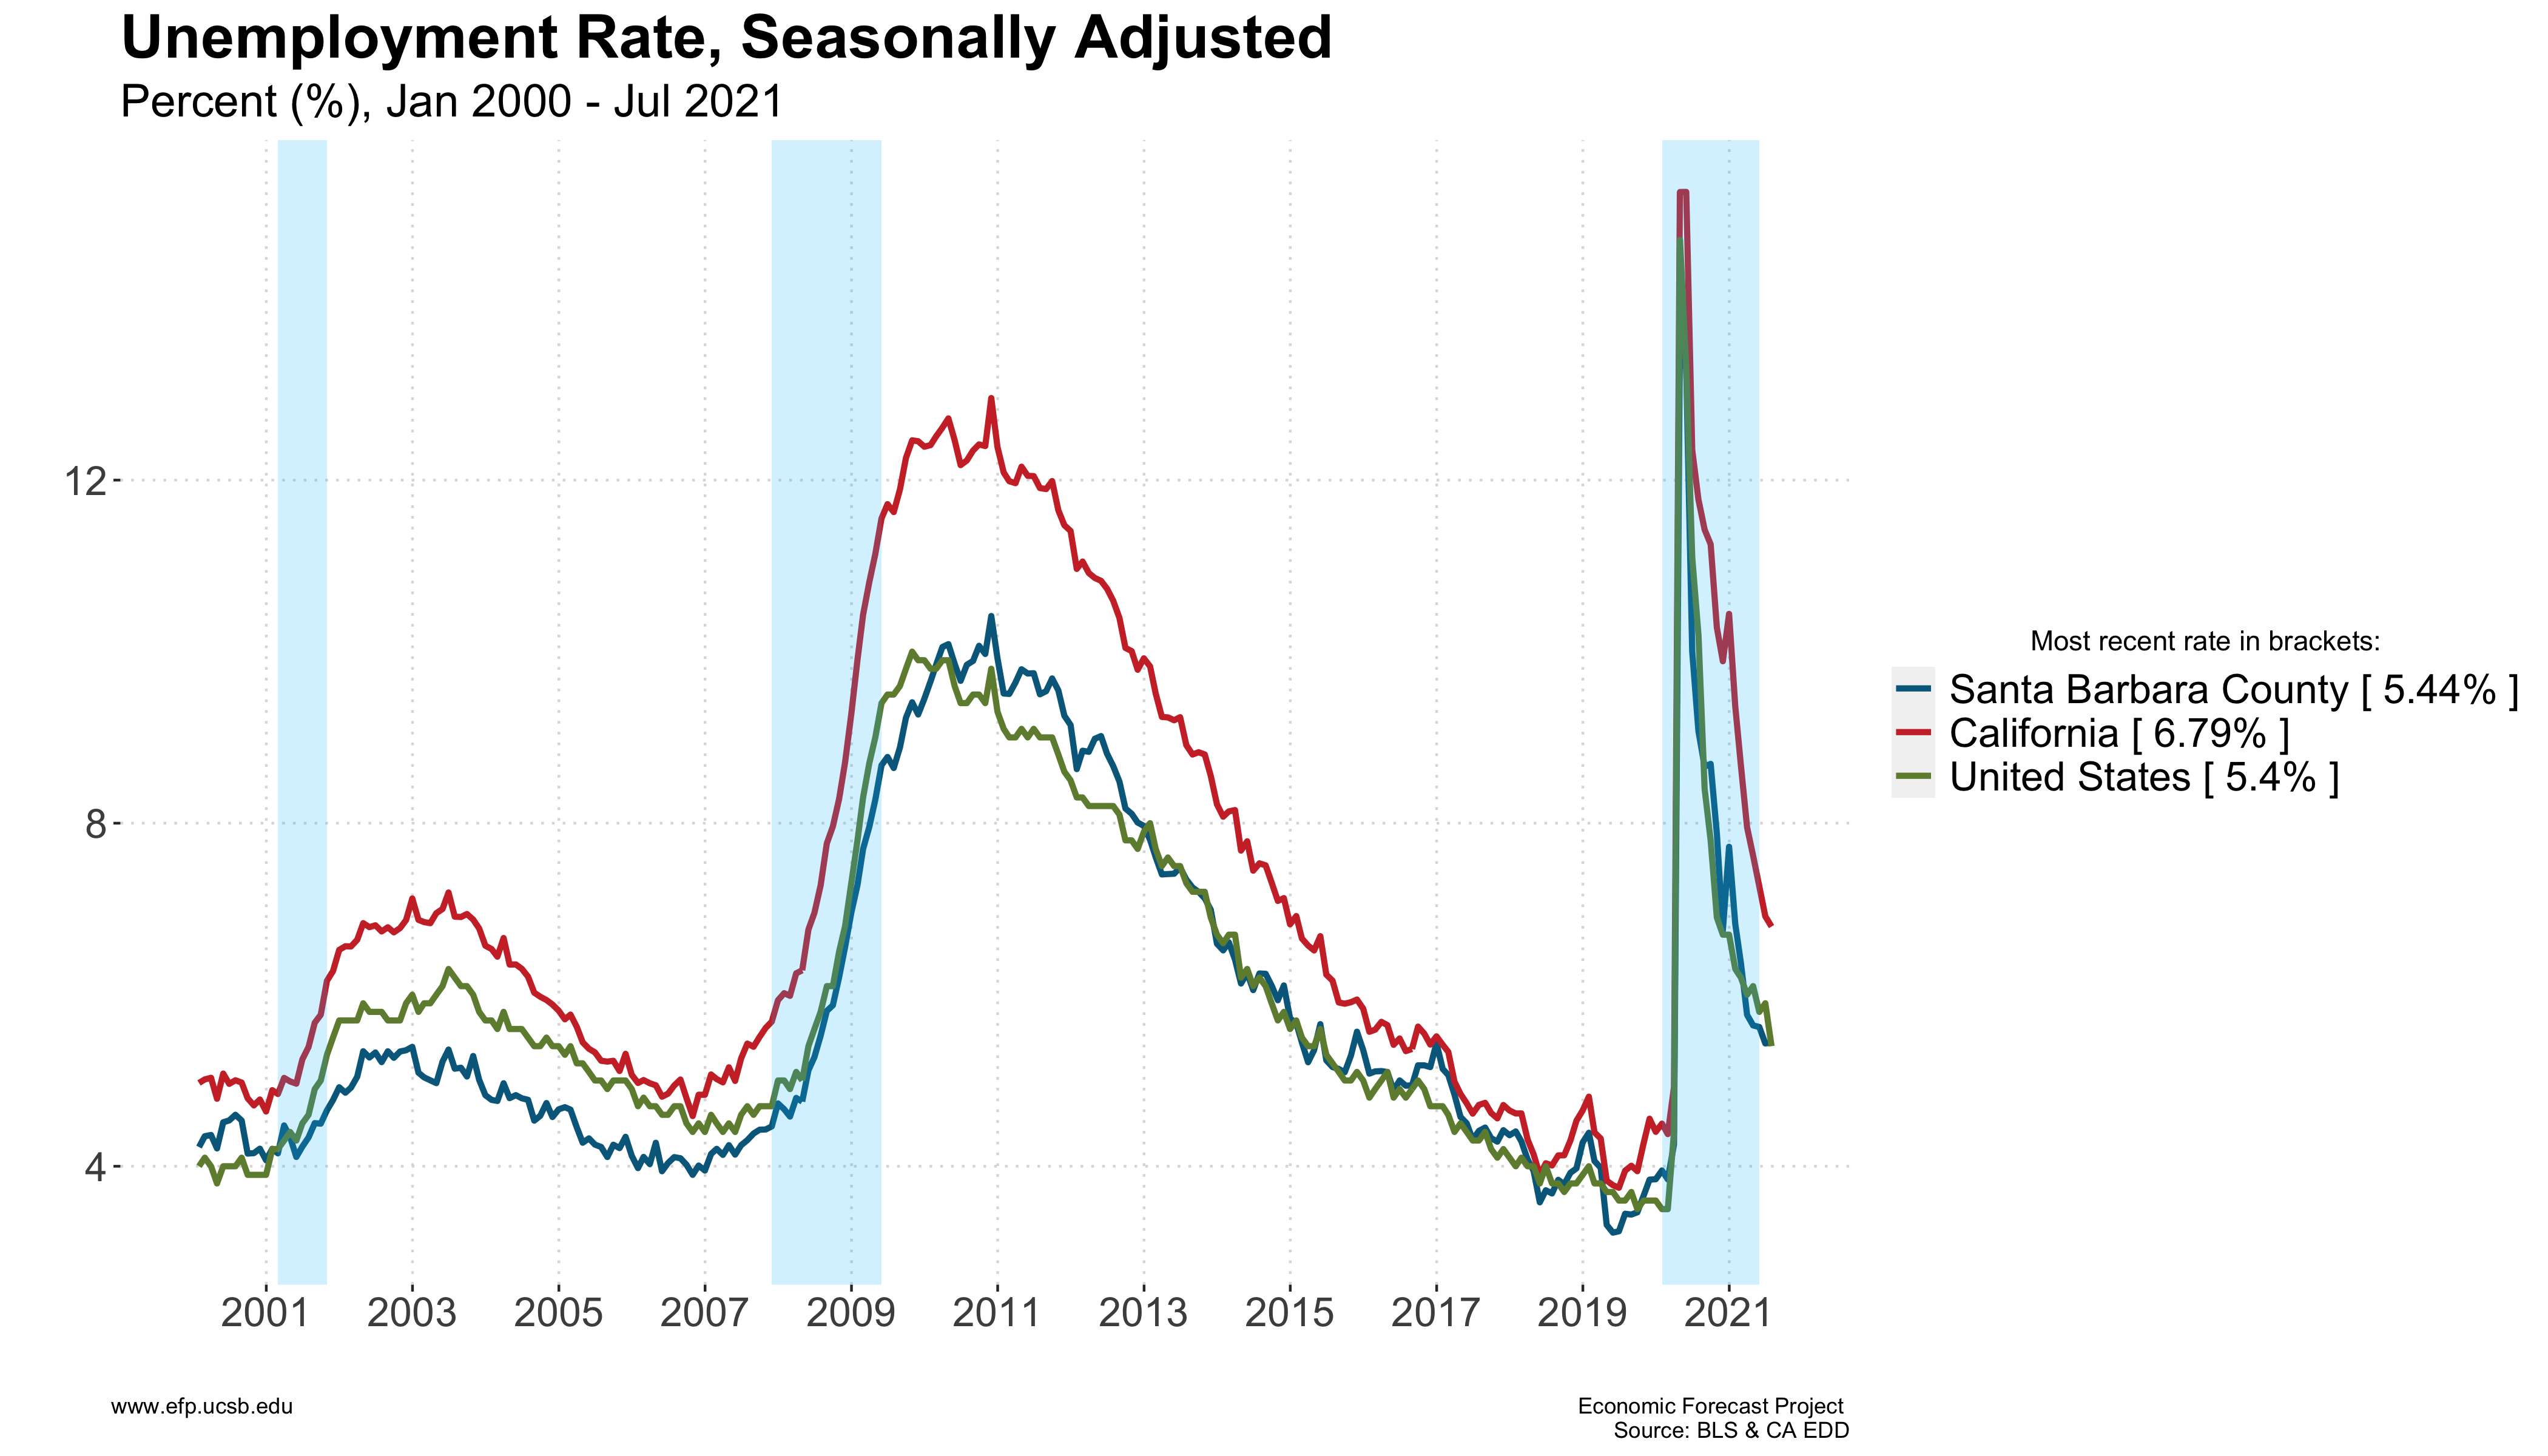 Unemployment Rate, Seasonally Adjusted
Percent (%), Jan 2000 - Jul 2021
12
8
4
2001 2003 2005 2007 2009 2011 2013 2015 2017 2019 2021
Most recent rate in brackets:
Santa Barbara County [ 5.44% ]
California [ 6.79% ]
United States [ 5.4% ]
www.efp.ucsb.edu
Economic Forecast Project
Source: BLS & CA EDD